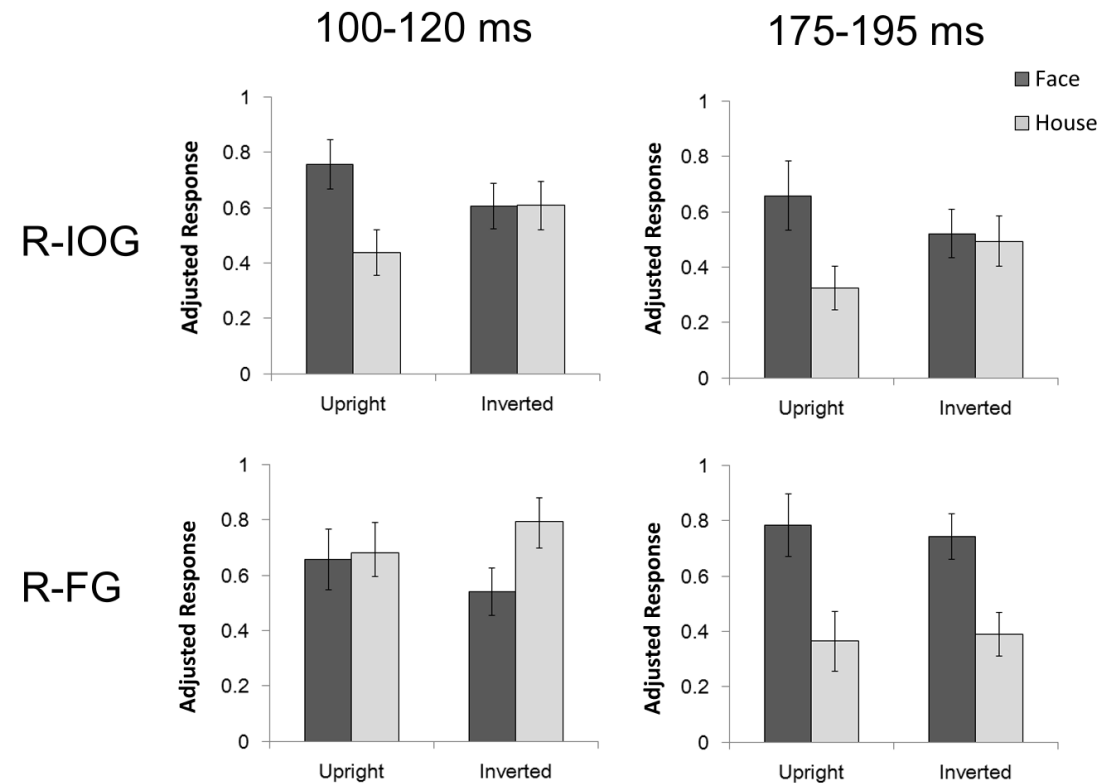 100-120 ms
175-195 ms
Face
House
R-IOG
Adjusted Response
1
0.8
0.6
0.4
0.2
0
Upright Inverted
Adjusted Response
1
0.8
0.6
0.4
0.2
0
Upright Inverted
R-FG
Adjusted Response
1
0.8
0.6
0.4
0.2
0
Upright Inverted
Adjusted Response
1
0.8
0.6
0.4
0.2
0
Upright Inverted